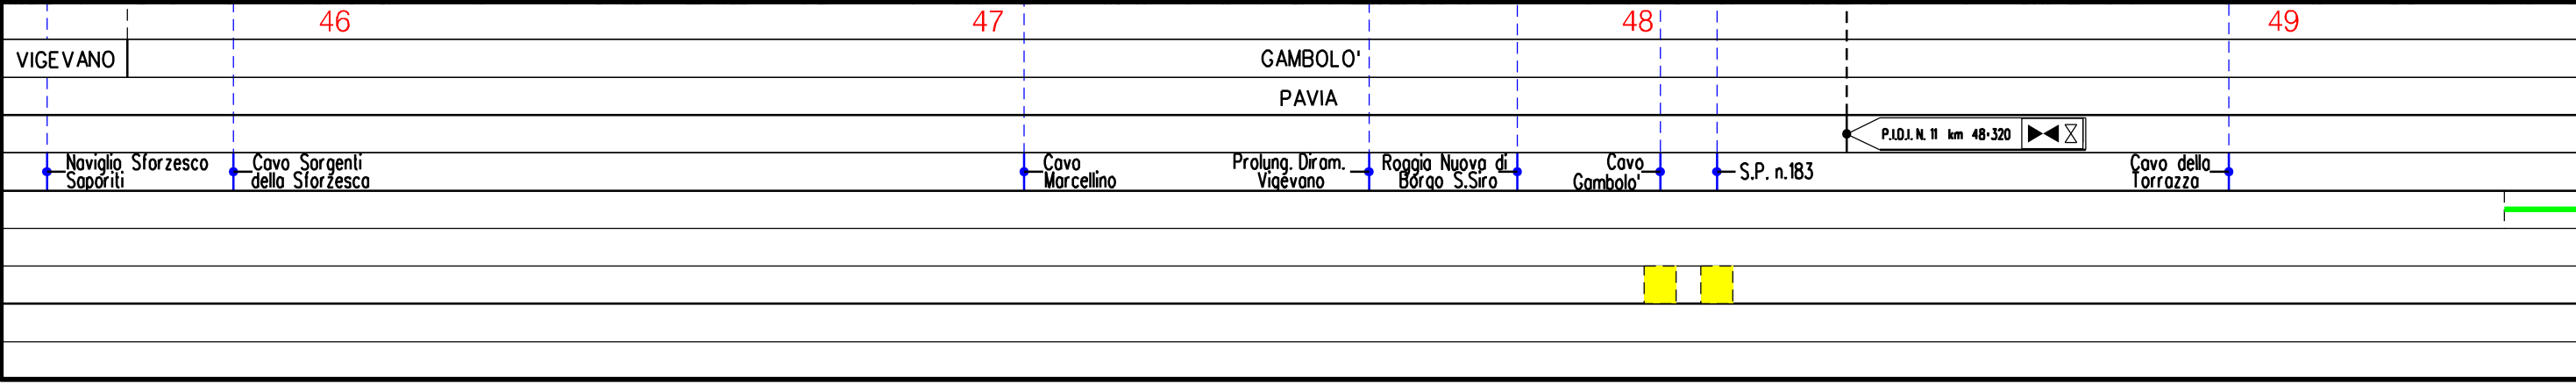 46 47 48 49
VIGEVANO GAMBOLO'
PAVIA
P.I.D.I. N. 11 km 48+320
Naviglio Sforzesco
Saporiti
Cavo Sorgenti
della Sforzesca
Cavo
Marcellino
Prolung. Diram.
Vigevano
Roggia Nuova di
Borgo S.Siro
Cavo
Gambolo'
S.P. n.183
Cavo della
Torrazza